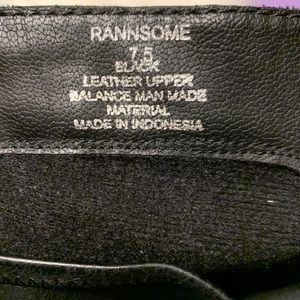 RANNSOME
7.5
BLACK
LEATHER UPPER
BALANCE MAN MADE
MATERIAL
MADE IN INDONESIA